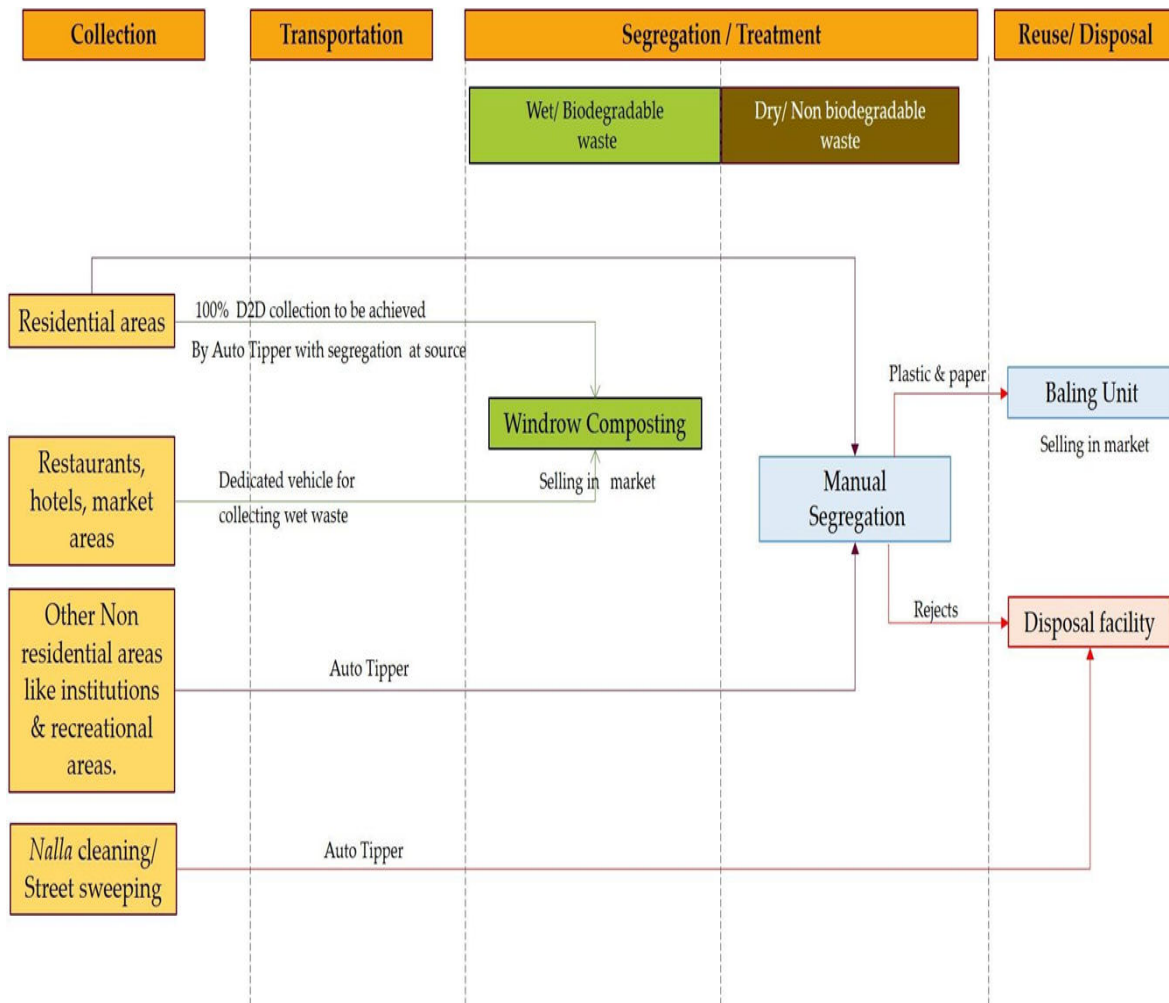 Collection
Transportation
Segregation / Treatment
Reuse/ Disposal
Wet/ Biodegradable
waste
Dry/ Non biodegradable
waste
Residential areas
100% D2D collection to be achieved
By Auto Tipper with segregation at source
Plastic & paper
Baling Unit
Selling in market
Windrow Composting
Selling in market
Restaurants,
hotels, market
areas
Dedicated vehicle for
collecting wet waste
Manual
Segregation
Other Non
residential areas
like institutions
& recreational
areas.
Auto Tipper
Rejects
Disposal facility
Nalla cleaning/
Street sweeping
Auto Tipper